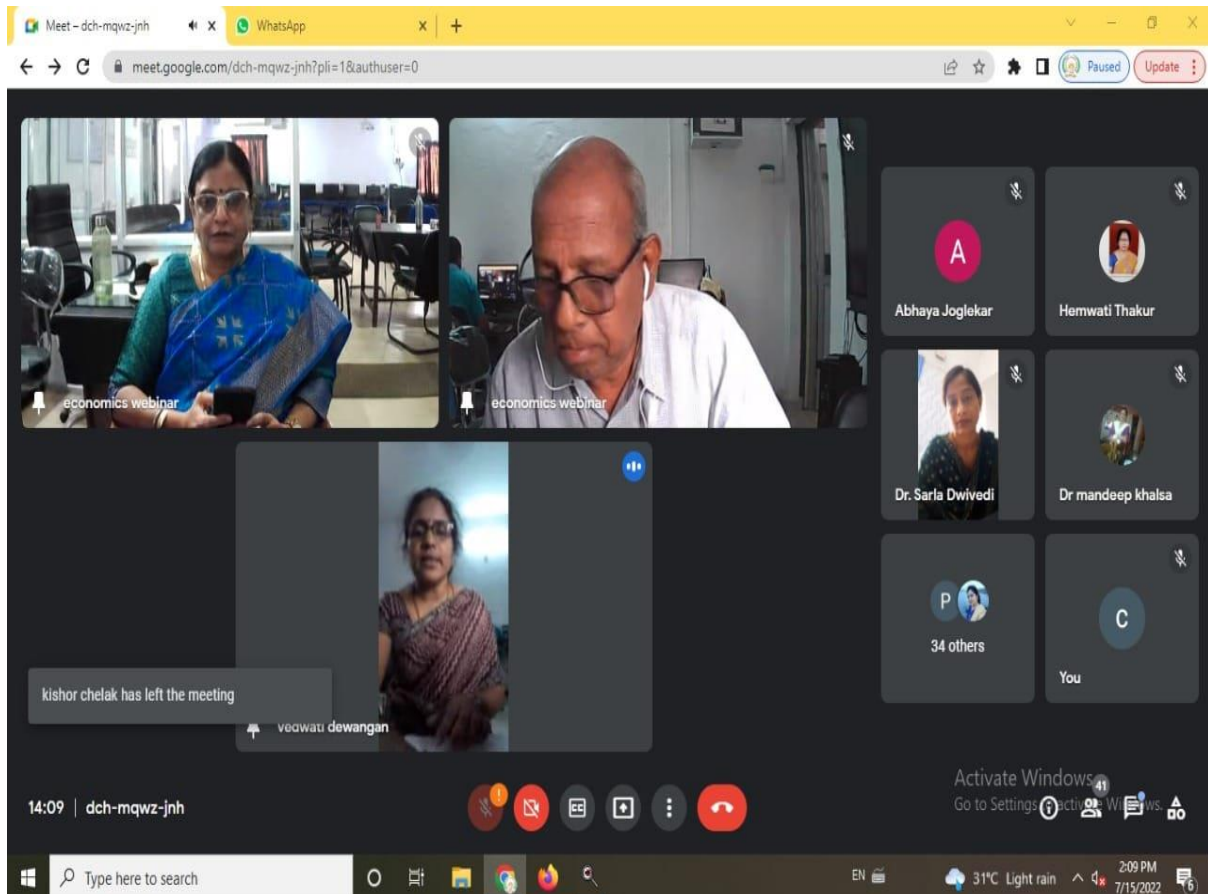 Meet – dch-mqwz-jnh
WhatsApp
meet.google.com/dch-mqwz-jnh?pli=1&authuser=0
Paused
Update
economics webinar
economics webinar
A
Abhaya Joglekar
Hemwati Thakur
Dr. Sarla Dwivedi
Dr mandeep khalsa
P
34 others
C
You
kishor chelak has left the meeting
vedwati dewangan
14:09 | dch-mqwz-jnh
CC
Activate Windows
41
Go to Settings
Type here to search
EN
31°C Light rain
2:09 PM
7/15/2022
6